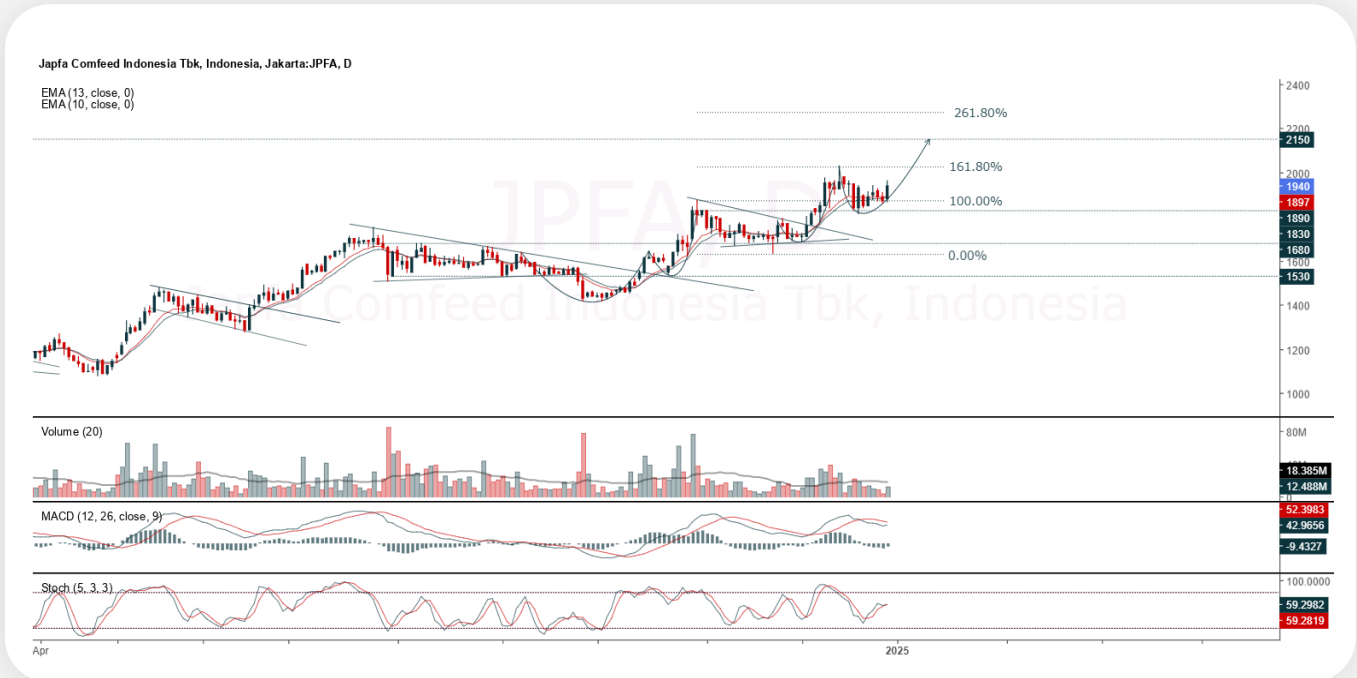 Japfa Comfeed Indonesia Tbk, Indonesia, Jakarta:JPFA, D
EMA (13, close, 0)
EMA (10, close, 0)
2400
261.80%
2200
2150
161.80%
2000
1940
100.00%
1897
1890
1830
1680
0.00%
1600
1530
JPFA, D
Japfa Comfeed Indonesia Tbk, Indonesia
1400
1200
1000
Volume (20)
80M
18.385M
12.488M
0
MACD (12, 26, close, 9)
52.3983
42.9656
-9.4327
Stoch (5, 3, 3)
100.0000
59.2982
59.2819
Apr
2025